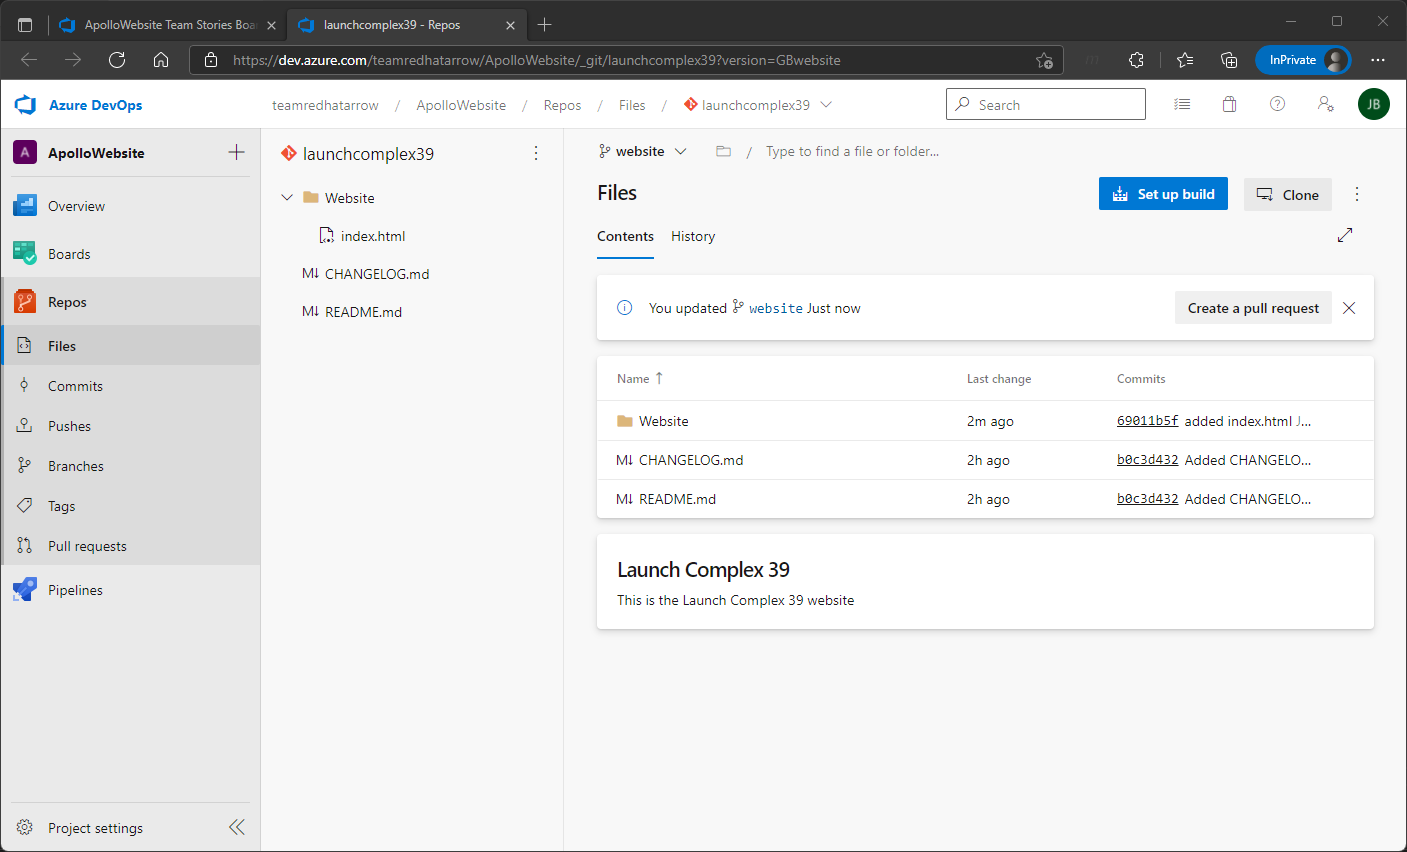 ApolloWebsite Team Stories Boa
launchcomplex39 - Repos
https://dev.azure.com/teamredhatarrow/ApolloWebsite/_git/launchcomplex39?version=GBwebsite
InPrivate
Azure DevOps
teamredhatarrow / ApolloWebsite / Repos / Files / launchcomplex39
Search
JB
A ApolloWebsite
Overview
Boards
Repos
Files
Commits
Pushes
Branches
Tags
Pull requests
Pipelines
Project settings
launchcomplex39
Website
index.html
M↓ CHANGELOG.md
M↓ README.md
website / Type to find a file or folder...
Files
Set up build
Clone
Contents History
You updated website Just now
Create a pull request
Name ↑ Last change Commits
Website 2m ago 69011b5f added index.html J...
M↓ CHANGELOG.md 2h ago b0c3d432 Added CHANGELO...
M↓ README.md 2h ago b0c3d432 Added CHANGELO...
Launch Complex 39
This is the Launch Complex 39 website